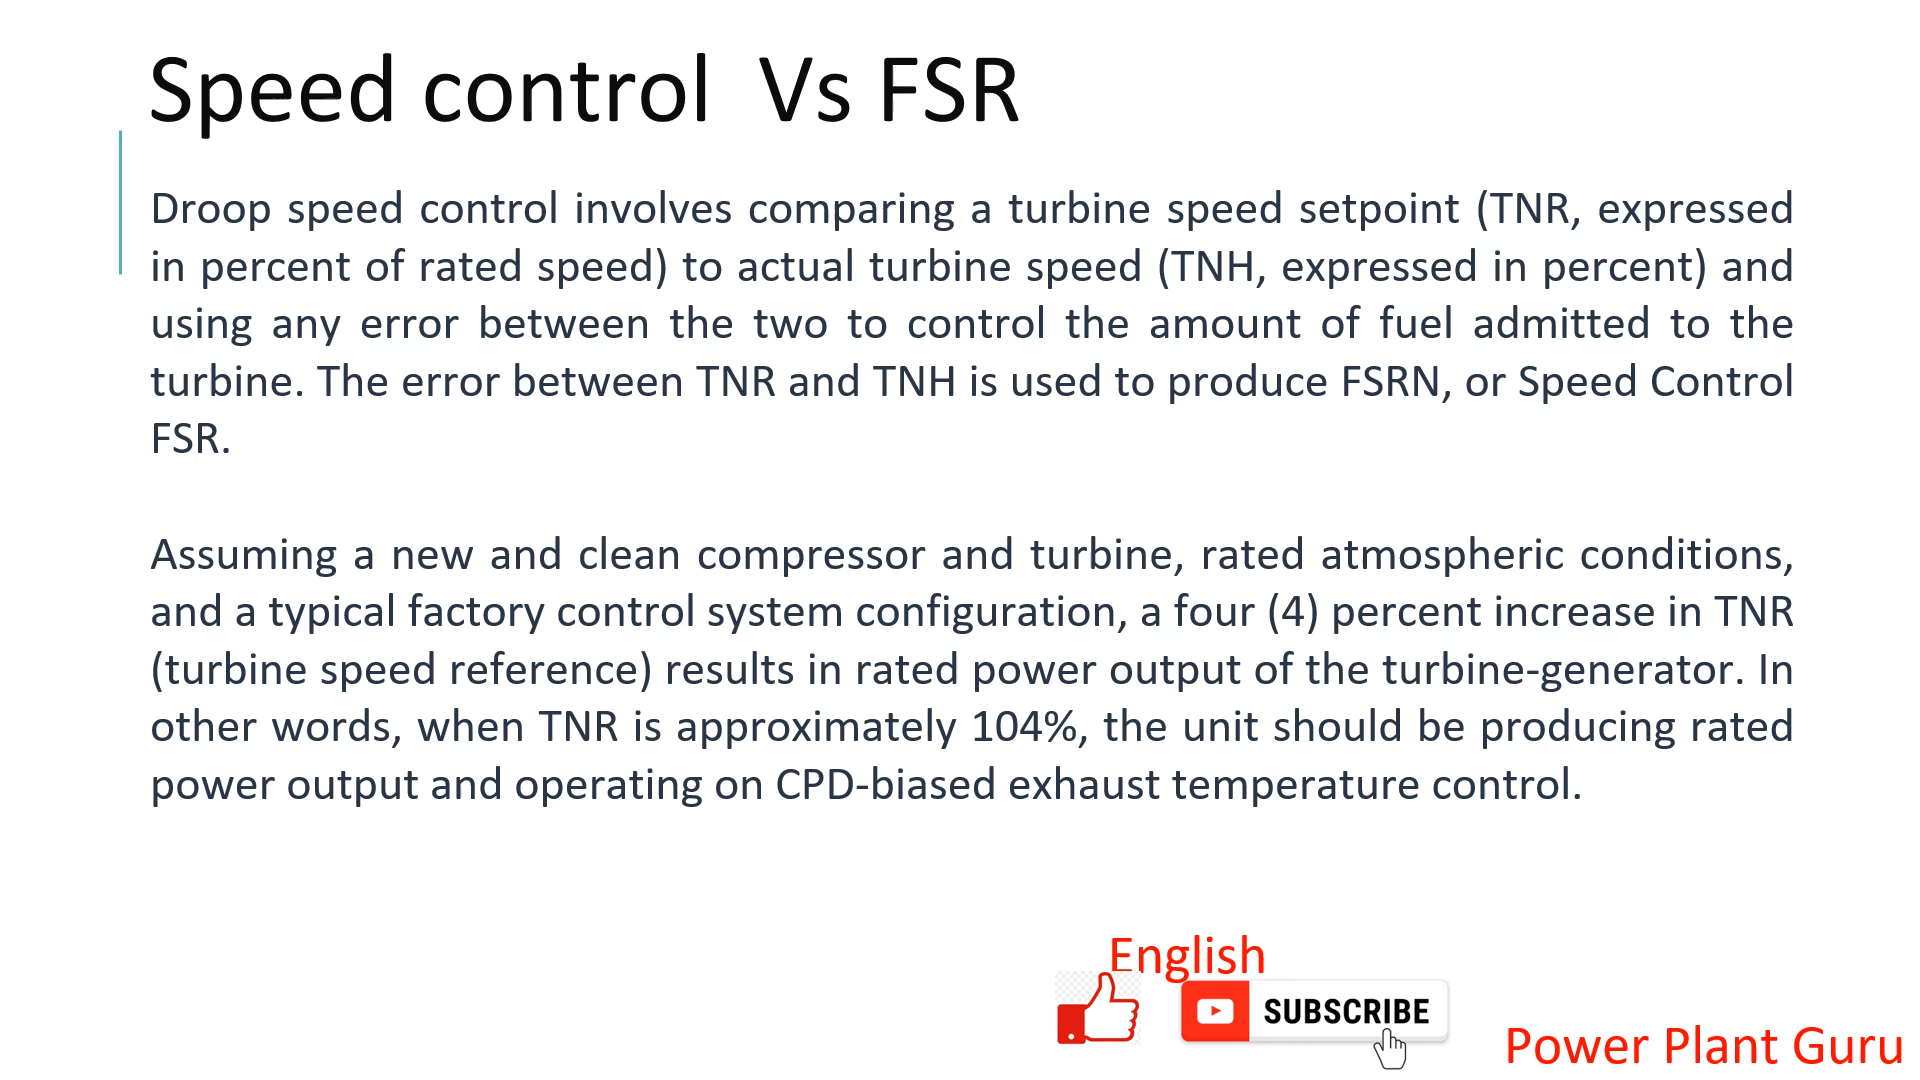 Speed control Vs FSR
Droop speed control involves comparing a turbine speed setpoint (TNR, expressed
in percent of rated speed) to actual turbine speed (TNH, expressed in percent) and
using any error between the two to control the amount of fuel admitted to the
turbine. The error between TNR and TNH is used to produce FSRN, or Speed Control
FSR.
Assuming a new and clean compressor and turbine, rated atmospheric conditions,
and a typical factory control system configuration, a four (4) percent increase in TNR
(turbine speed reference) results in rated power output of the turbine-generator. In
other words, when TNR is approximately 104%, the unit should be producing rated
power output and operating on CPD-biased exhaust temperature control.
English
SUBSCRIBE
Power Plant Guru